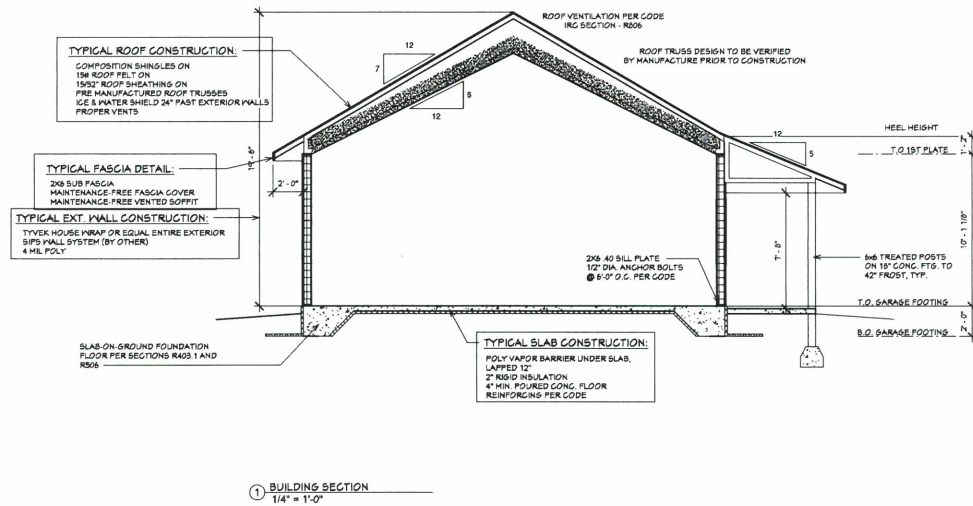 ROOF VENTILATION PER CODE
IRC SECTION - R806
TYPICAL ROOF CONSTRUCTION:
COMPOSITION SHINGLES ON
15# ROOF FELT ON
15/32" ROOF SHEATHING ON
PRE MANUFACTURED ROOF TRUSSES
ICE & WATER SHIELD 24" PAST EXTERIOR WALLS
PROPER VENTS
12
7
ROOF TRUSS DESIGN TO BE VERIFIED
BY MANUFACTURE PRIOR TO CONSTRUCTION
5
12
12
5
HEEL HEIGHT
T.O 1ST PLATE
1' - 2"
19' - 6"
TYPICAL FASCIA DETAIL:
2X6 SUB FASCIA
MAINTENANCE-FREE FASCIA COVER
MAINTENANCE-FREE VENTED SOFFIT
2' - 0"
TYPICAL EXT. WALL CONSTRUCTION:
TYVEK HOUSE WRAP OR EQUAL ENTIRE EXTERIOR
SIPS WALL SYSTEM (BY OTHER)
4 MIL POLY
2X6 .40 SILL PLATE
1/2" DIA. ANCHOR BOLTS
@ 6'-0" O.C. PER CODE
7' - 8"
6x6 TREATED POSTS
ON 18" CONC. FTG. TO
42" FROST, TYP.
10' - 1 1/8"
T.O. GARAGE FOOTING
2' - 0"
B.O. GARAGE FOOTING
SLAB-ON-GROUND FOUNDATION
FLOOR PER SECTIONS R403.1 AND
R506
TYPICAL SLAB CONSTRUCTION:
POLY VAPOR BARRIER UNDER SLAB,
LAPPED 12"
2" RIGID INSULATION
4" MIN. POURED CONC. FLOOR
REINFORCING PER CODE
1 BUILDING SECTION
1/4" = 1'-0"